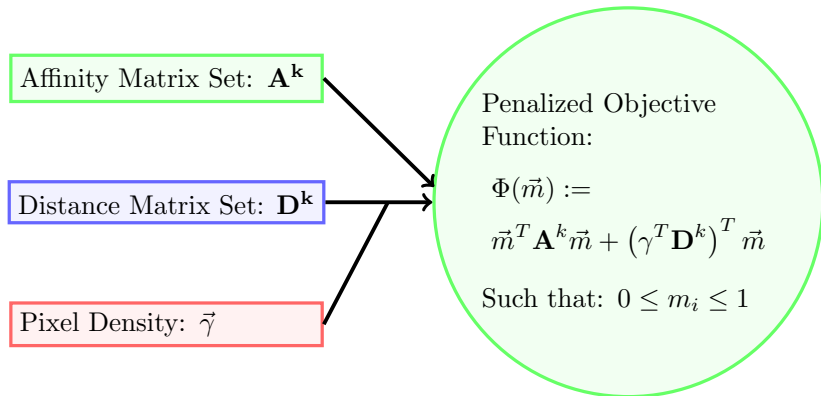 Affinity Matrix Set: A^k
Distance Matrix Set: D^k
Pixel Density: γ⃗
Penalized Objective
Function:
Φ(m⃗) :=
m⃗^T A^k m⃗ + (γ^T D^k)^T m⃗
Such that: 0 ≤ m_i ≤ 1